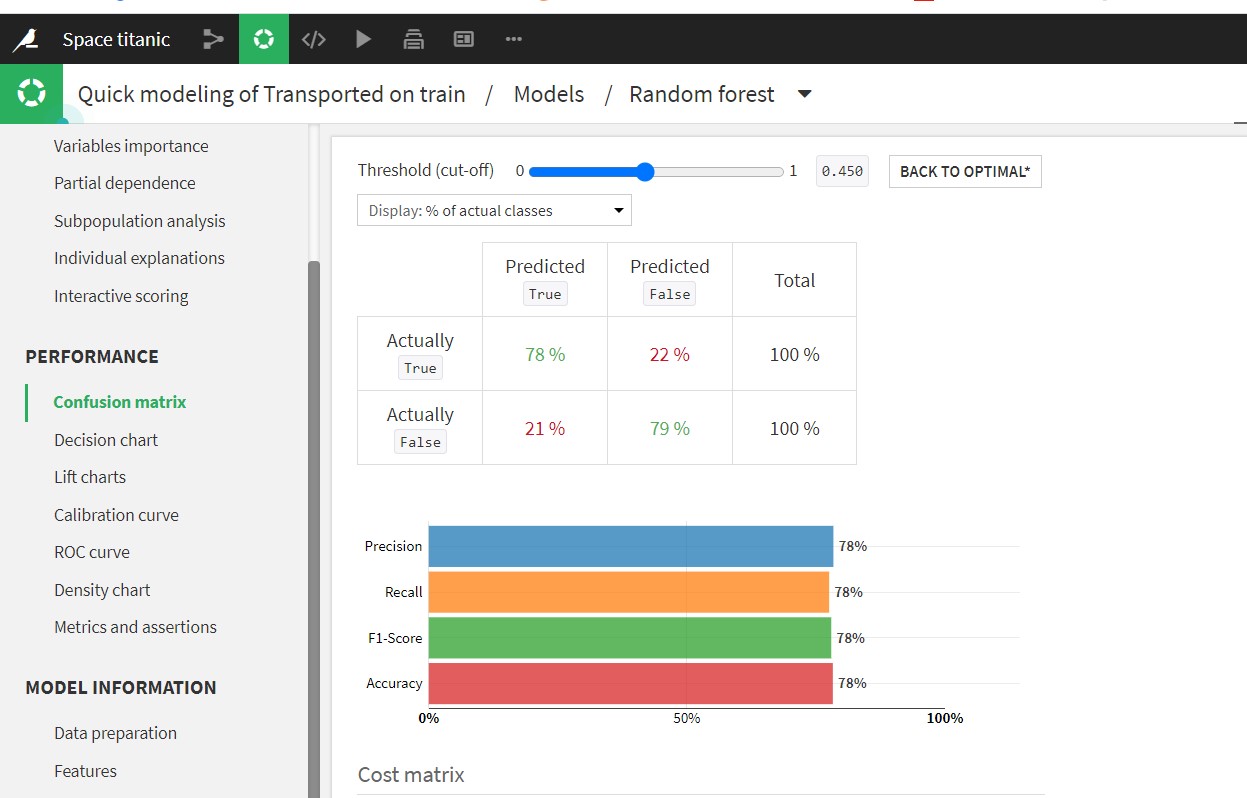 Space titanic
Quick modeling of Transported on train / Models / Random forest
Variables importance
Partial dependence
Subpopulation analysis
Individual explanations
Interactive scoring
PERFORMANCE
Confusion matrix
Decision chart
Lift charts
Calibration curve
ROC curve
Density chart
Metrics and assertions
MODEL INFORMATION
Data preparation
Features
Threshold (cut-off) 0 1 0.450 BACK TO OPTIMAL*
Display: % of actual classes
Predicted True Predicted False Total
Actually True 78 % 22 % 100 %
Actually False 21 % 79 % 100 %
Precision 78%
Recall 78%
F1-Score 78%
Accuracy 78%
0% 50% 100%
Cost matrix